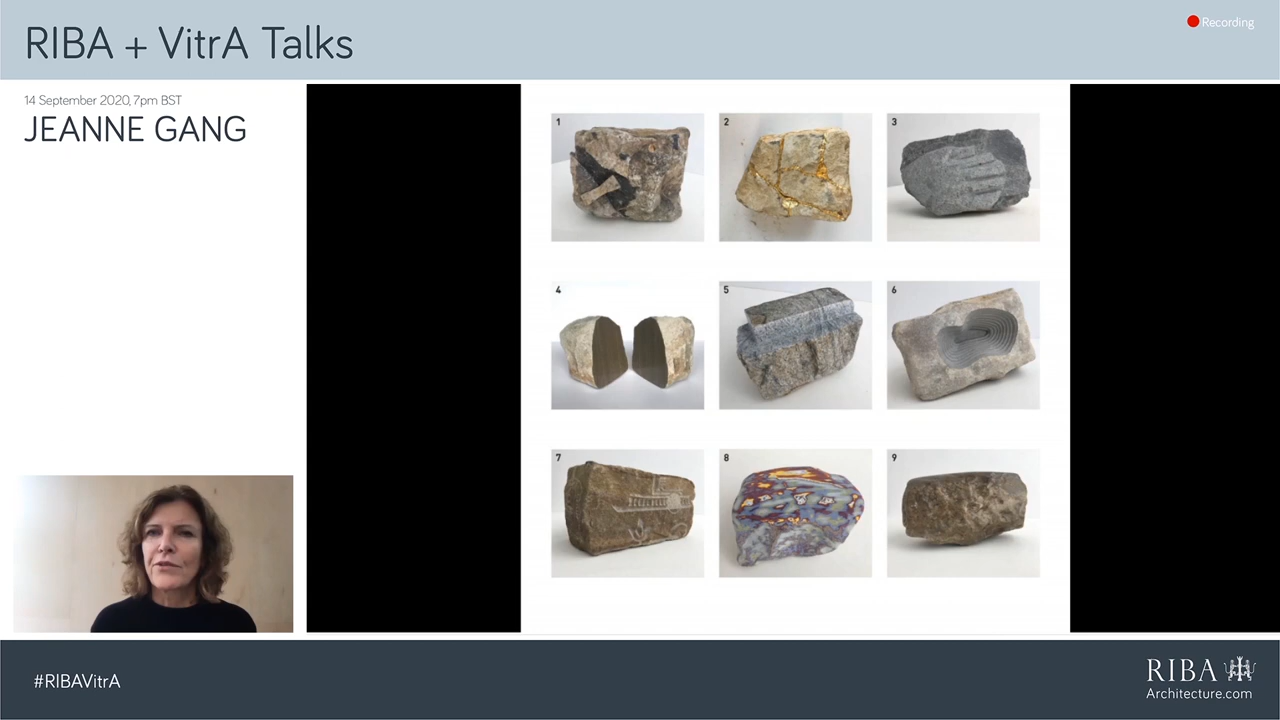 RIBA + VitrA Talks
Recording
14 September 2020, 7pm BST
JEANNE GANG
1
2
3
4
5
6
7
8
9
#RIBAVitrA
RIBA
Architecture.com